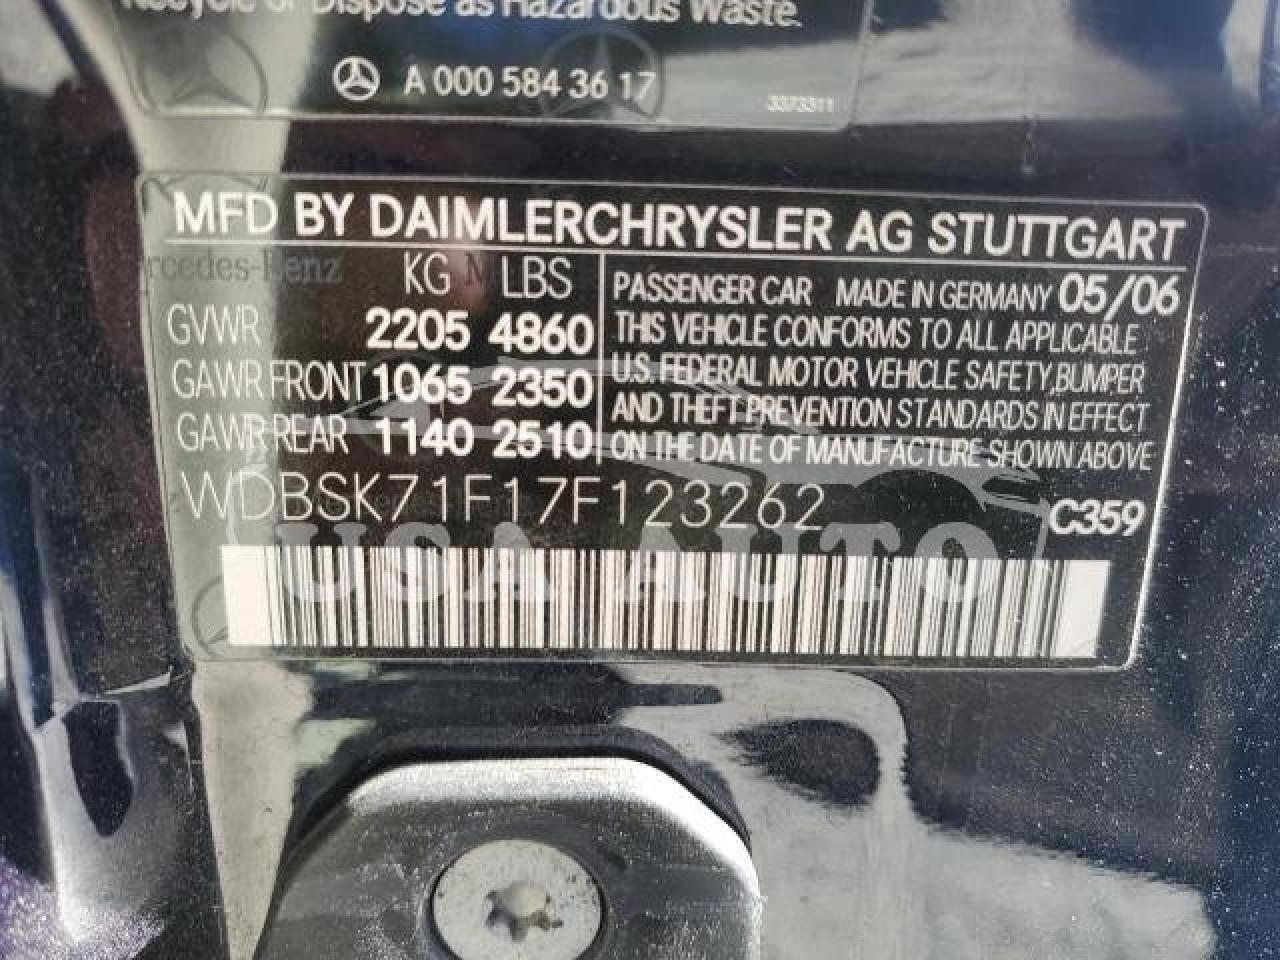 Recycle or Dispose as Hazardous Waste.
A 000 584 36 17
3373311
MFD BY DAIMLERCHRYSLER AG STUTTGART
KG LBS
GVWR 2205 4860
GAWR FRONT 1065 2350
GAWR REAR 1140 2510
PASSENGER CAR MADE IN GERMANY 05/06
THIS VEHICLE CONFORMS TO ALL APPLICABLE
U.S. FEDERAL MOTOR VEHICLE SAFETY, BUMPER
AND THEFT PREVENTION STANDARDS IN EFFECT
ON THE DATE OF MANUFACTURE SHOWN ABOVE
WDBSK71F17F123262
C359
USA AUTO